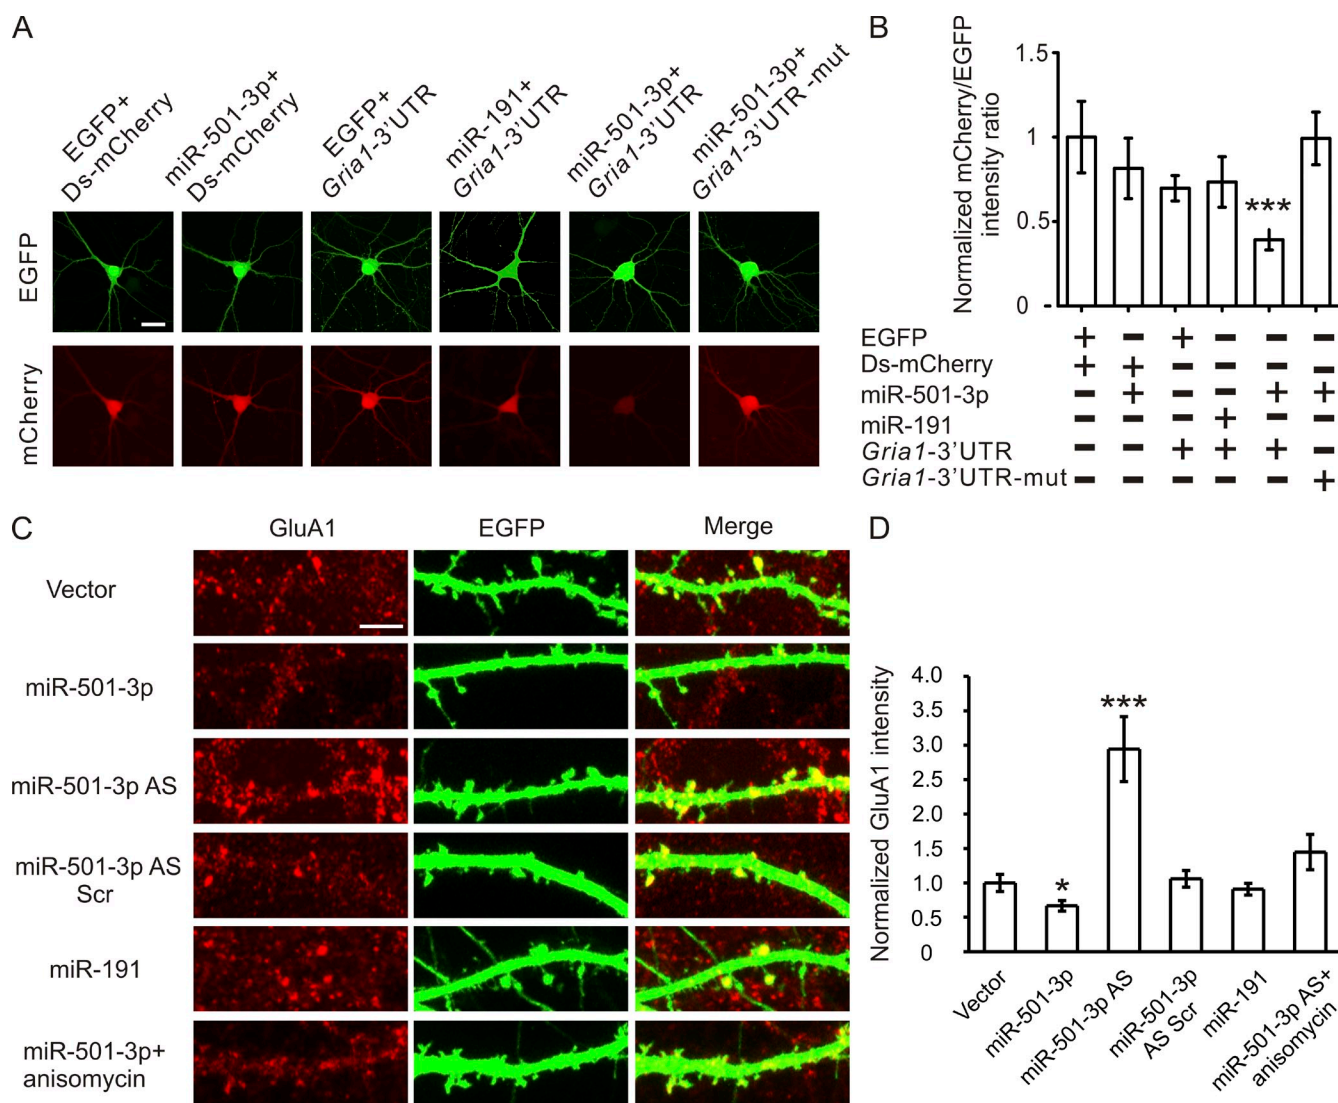 A
EGFP+
Ds-mCherry
miR-501-3p+
Ds-mCherry
EGFP+
Gria1-3'UTR
miR-191+
Gria1-3'UTR
miR-501-3p+
Gria1-3'UTR
miR-501-3p+
Gria1-3'UTR -mut
EGFP
mCherry
B
Normalized mCherry/EGFP
intensity ratio
1.5
1
0.5
0
***
EGFP + − + − − −
Ds-mCherry + + − − − −
miR-501-3p − + − − + +
miR-191 − − − + − −
Gria1-3'UTR − − + + + −
Gria1-3'UTR-mut − − − − − +
C
GluA1 EGFP Merge
Vector
miR-501-3p
miR-501-3p AS
miR-501-3p AS
Scr
miR-191
miR-501-3p+
anisomycin
D
Normalized GluA1 intensity
4.0
3.5
3.0
2.5
2.0
1.5
1.0
0.5
0
*
***
Vector
miR-501-3p
miR-501-3p AS
miR-501-3p
AS Scr
miR-191
miR-501-3p AS+
anisomycin